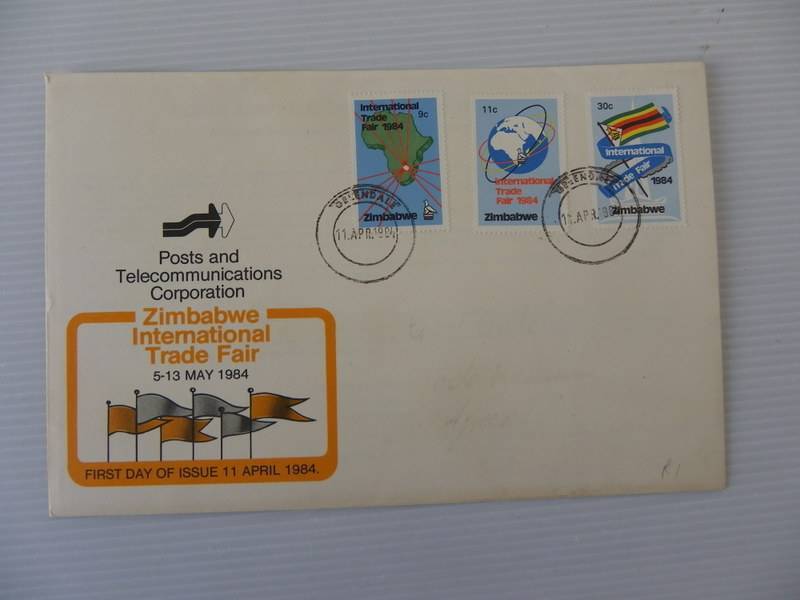 International
Trade
Fair 1984
9c
Zimbabwe
11c
International Trade
Fair 1984
Zimbabwe
30c
International
Trade Fair
1984
Zimbabwe
11.APR.1984
Posts and
Telecommunications
Corporation
Zimbabwe
International
Trade Fair
5-13 MAY 1984
FIRST DAY OF ISSUE 11 APRIL 1984.
R1